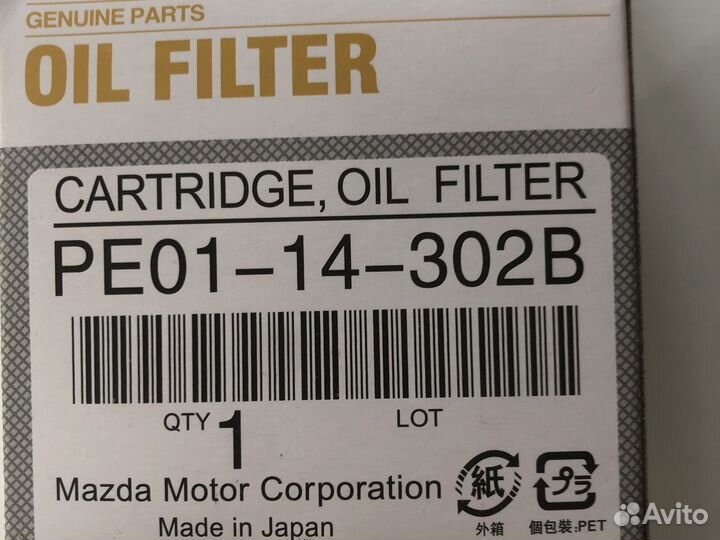 GENUINE PARTS
OIL FILTER
CARTRIDGE, OIL FILTER
PE01-14-302B
QTY 1 LOT
Mazda Motor Corporation
Made in Japan
紙
外箱
プラ
個包装:PET
Avito